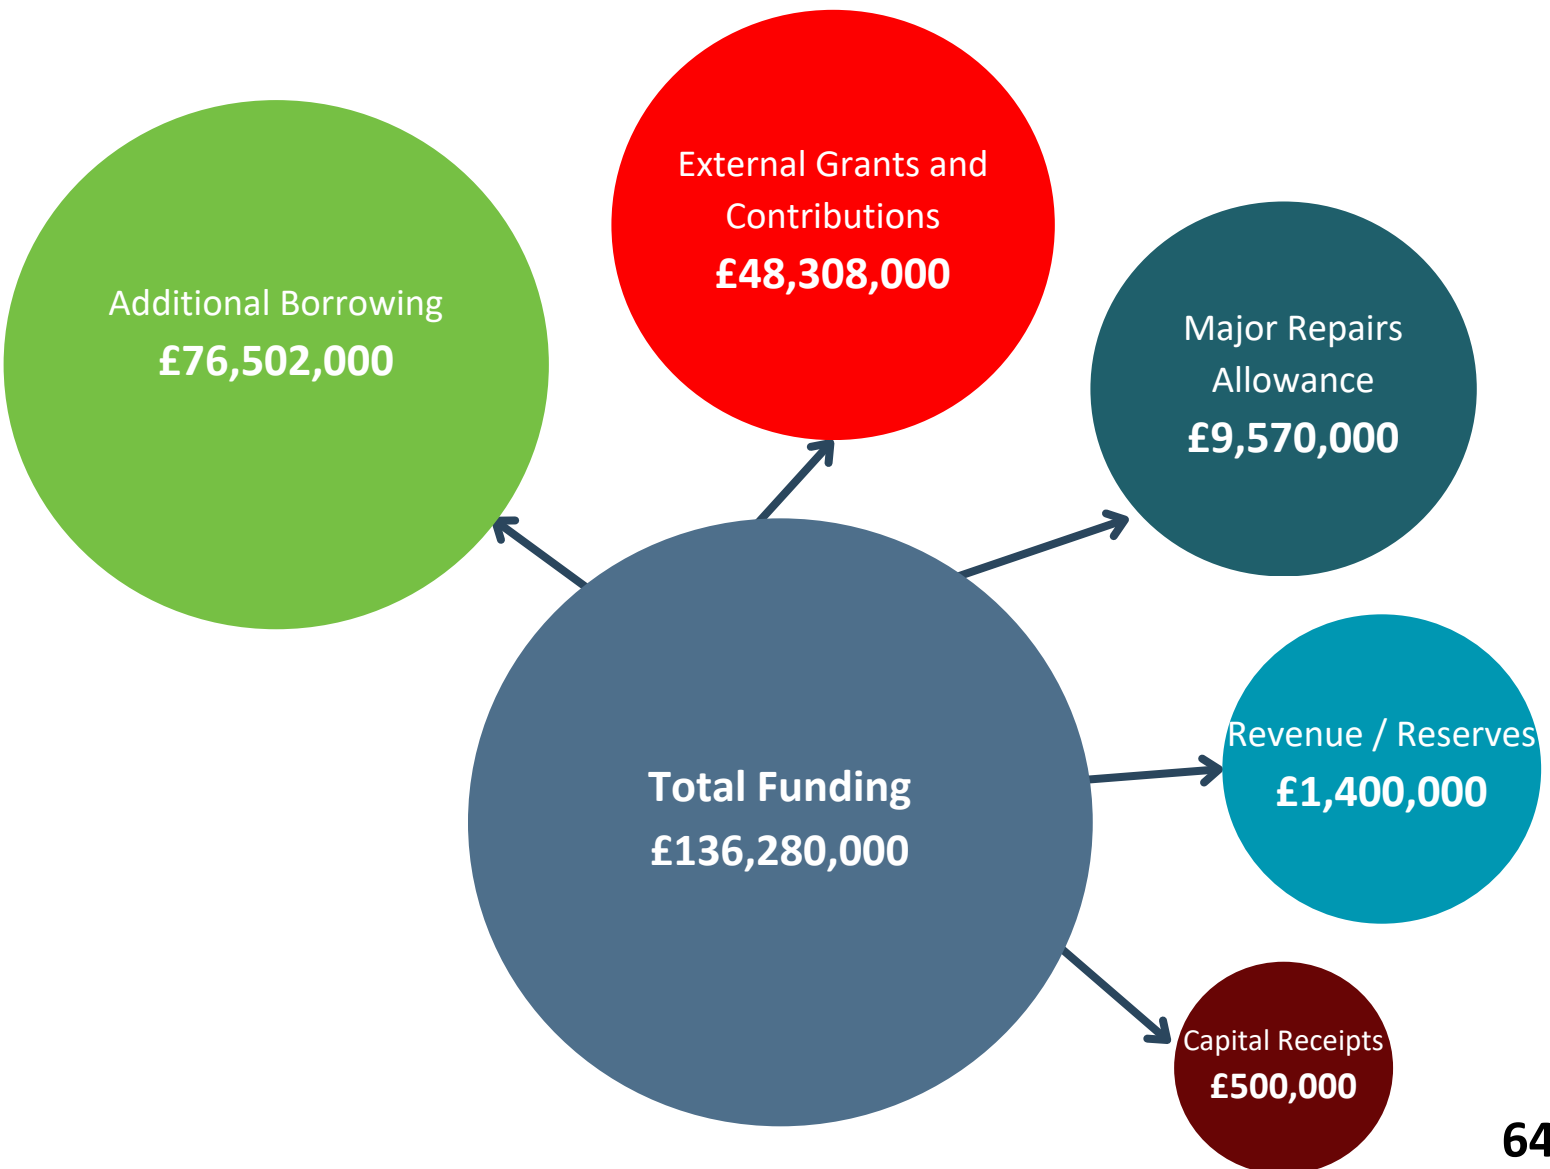 External Grants and
Contributions
£48,308,000
Additional Borrowing
£76,502,000
Major Repairs
Allowance
£9,570,000
Revenue / Reserves
£1,400,000
Total Funding
£136,280,000
Capital Receipts
£500,000
64